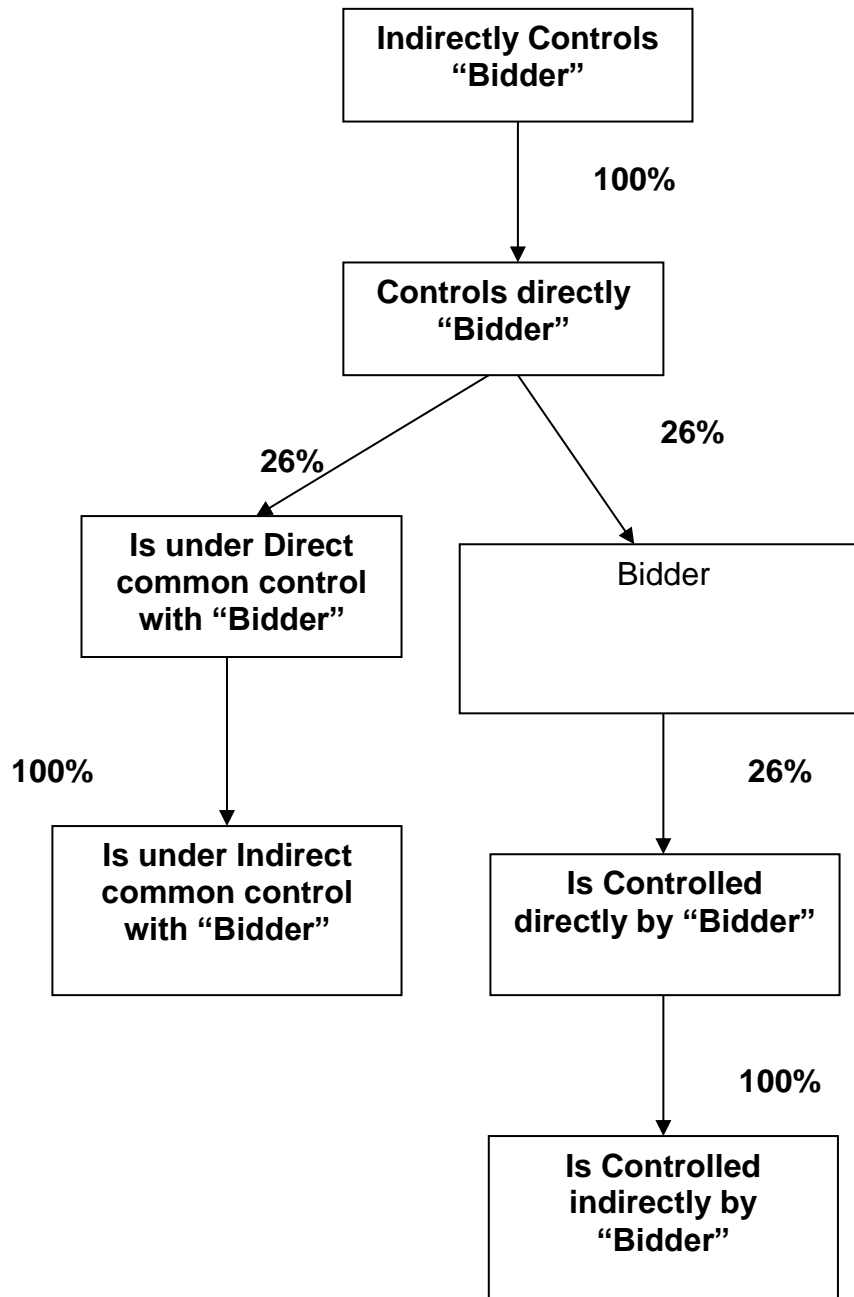 Indirectly Controls
“Bidder”
100%
Controls directly
“Bidder”
26%
26%
Is under Direct
common control
with “Bidder”
Bidder
100%
26%
Is under Indirect
common control
with “Bidder”
Is Controlled
directly by “Bidder”
100%
Is Controlled
indirectly by
“Bidder”